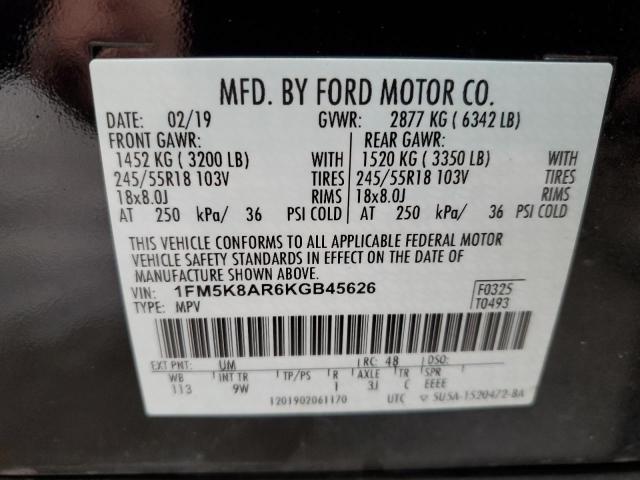 MFD. BY FORD MOTOR CO.
DATE: 02/19 GVWR: 2877 KG ( 6342 LB)
FRONT GAWR: REAR GAWR:
1452 KG ( 3200 LB) WITH 1520 KG ( 3350 LB) WITH
245/55R18 103V TIRES 245/55R18 103V TIRES
18x8.0J RIMS 18x8.0J RIMS
AT 250 kPa/ 36 PSI COLD AT 250 kPa/ 36 PSI COLD
THIS VEHICLE CONFORMS TO ALL APPLICABLE FEDERAL MOTOR
VEHICLE SAFETY STANDARDS IN EFFECT ON THE DATE OF
MANUFACTURE SHOWN ABOVE.
VIN: 1FM5K8AR6KGB45626 F0325
TYPE: MPV T0493
EXT PNT: UM RC: 48 DSO:
WB INT TR TP/PS R AXLE TR SPR
113 9W I 3J C EEEE
1201902061170 UTC 5U5A-1520472-BA